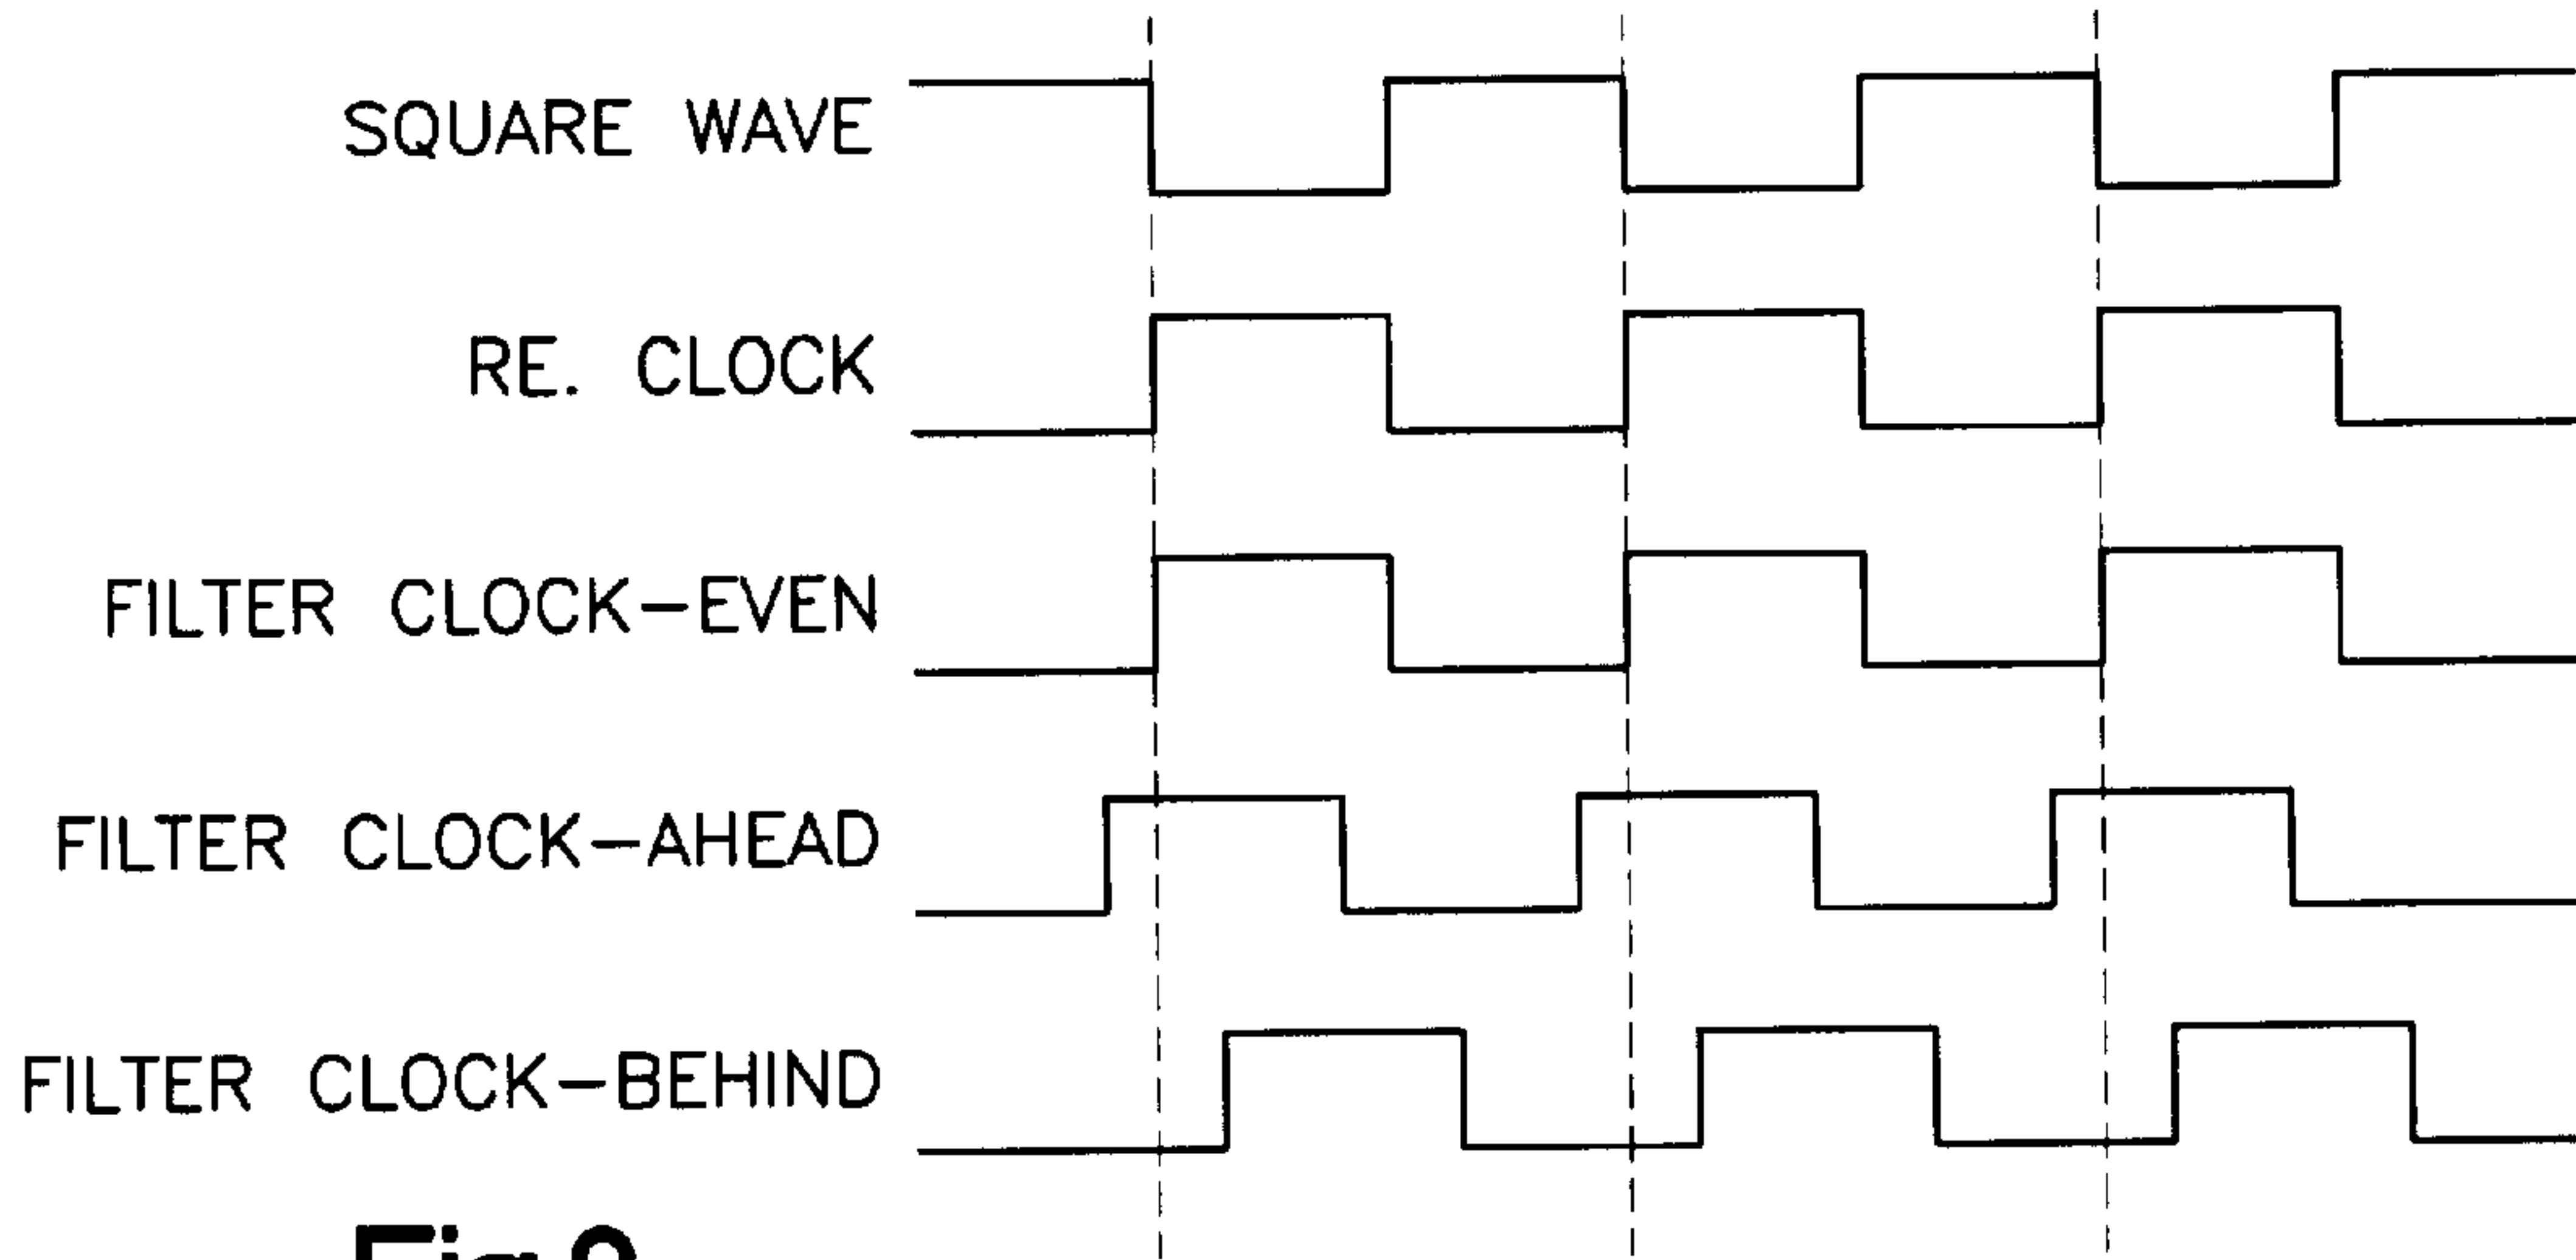 SQUARE WAVE
RE. CLOCK
FILTER CLOCK-EVEN
FILTER CLOCK-AHEAD
FILTER CLOCK-BEHIND